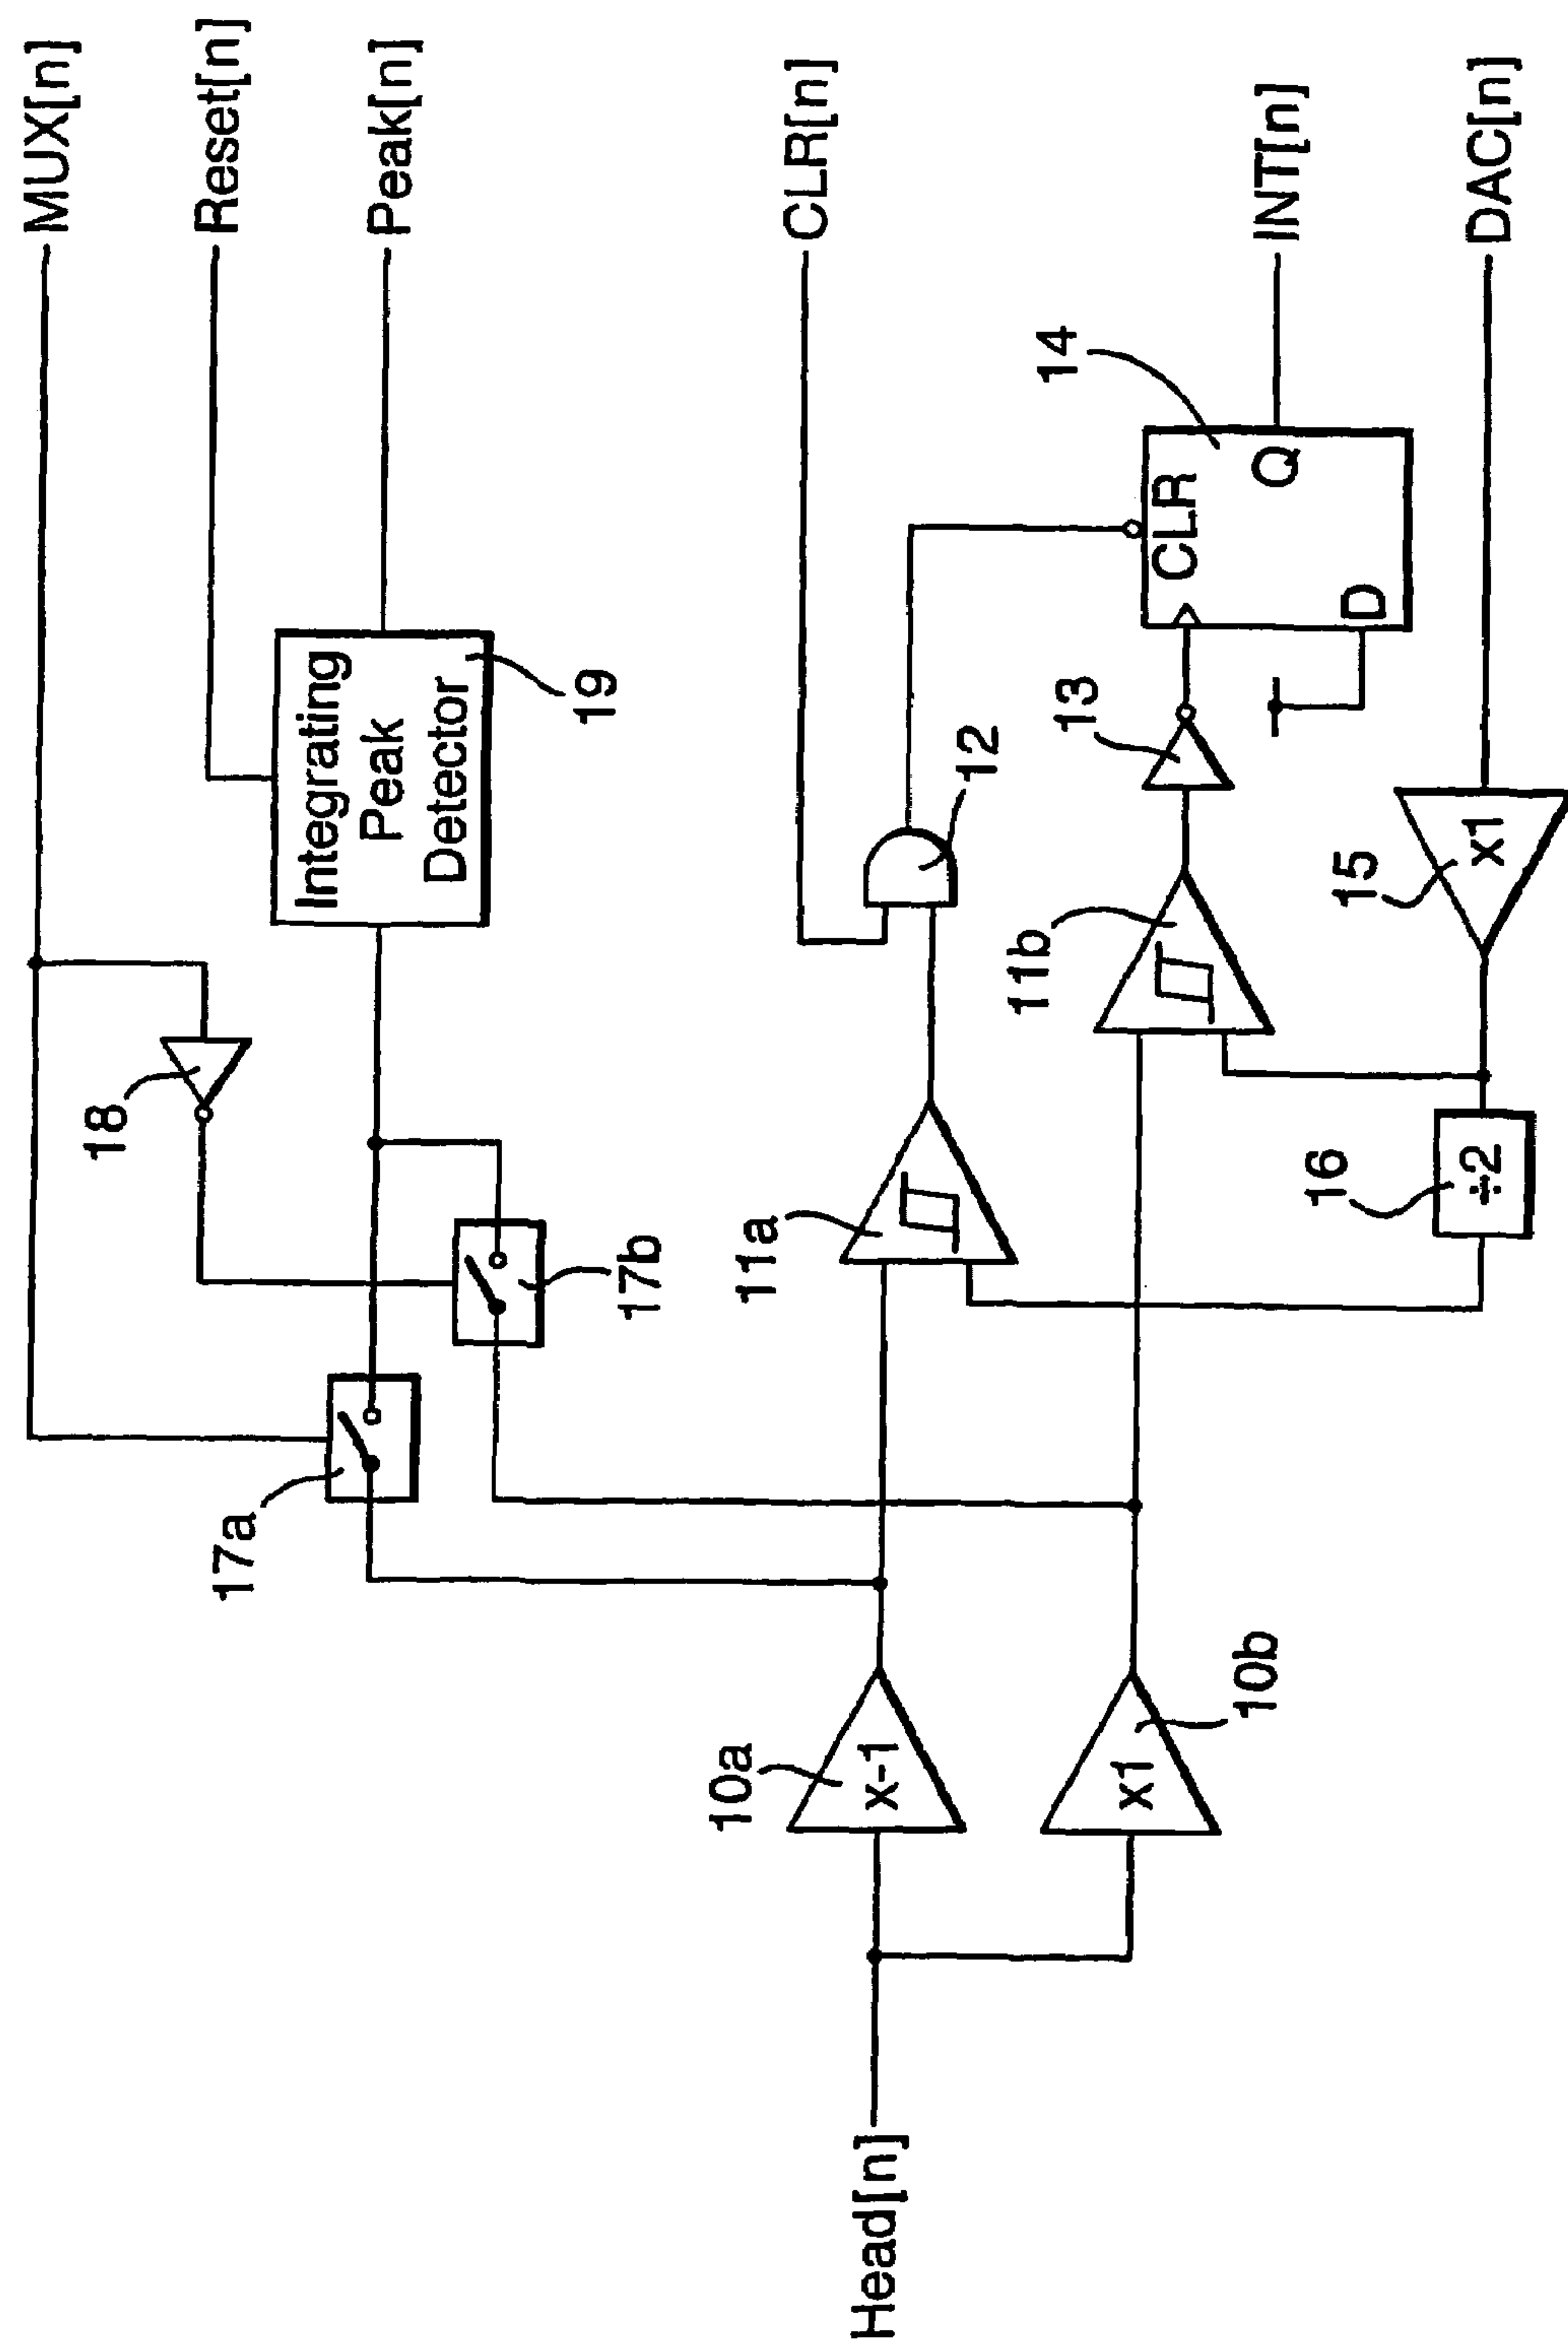 MUX[n]
Reset[n]
Peak[n]
CLR[n]
INT[n]
DAC[n]
Head[n]
18
17a
17b
Integrating
Peak
Detector
19
10a
x-1
10b
x1
11a
11b
12
13
14
CLR
Q
D
15
x1
16
÷2